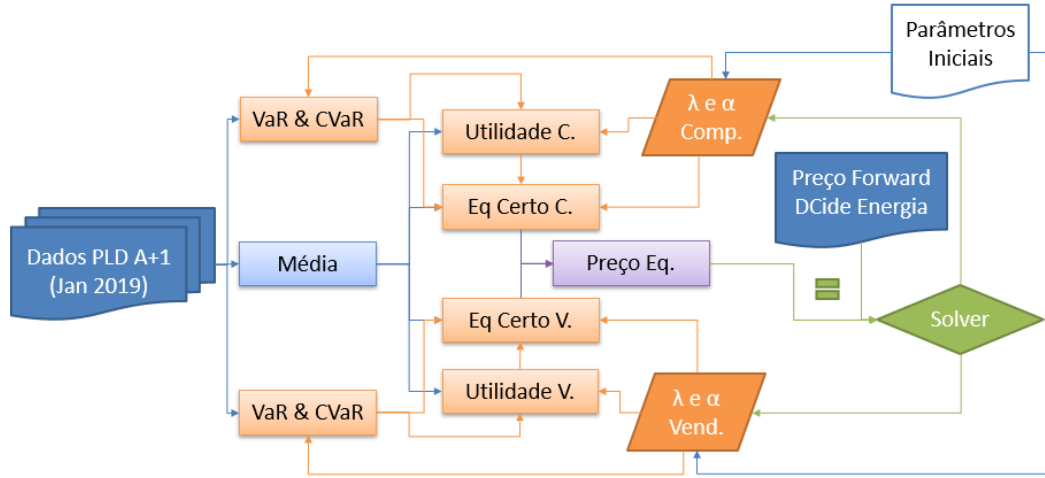 Parâmetros
Iniciais
VaR & CVaR
Utilidade C.
λ e α
Comp.
Eq Certo C.
Preço Forward
DCide Energia
Dados PLD A+1
(Jan 2019)
Média
Preço Eq.
=
Solver
Eq Certo V.
Utilidade V.
VaR & CVaR
λ e α
Vend.